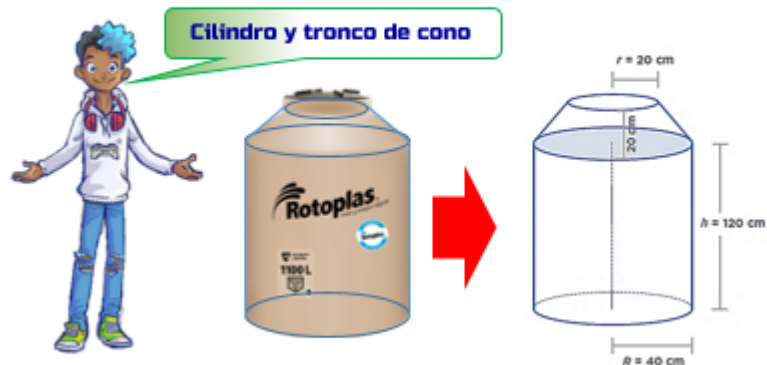 Cilindro y tronco de cono
r = 20 cm
20 cm
Rotoplas
h = 120 cm
1100 L
R = 40 cm